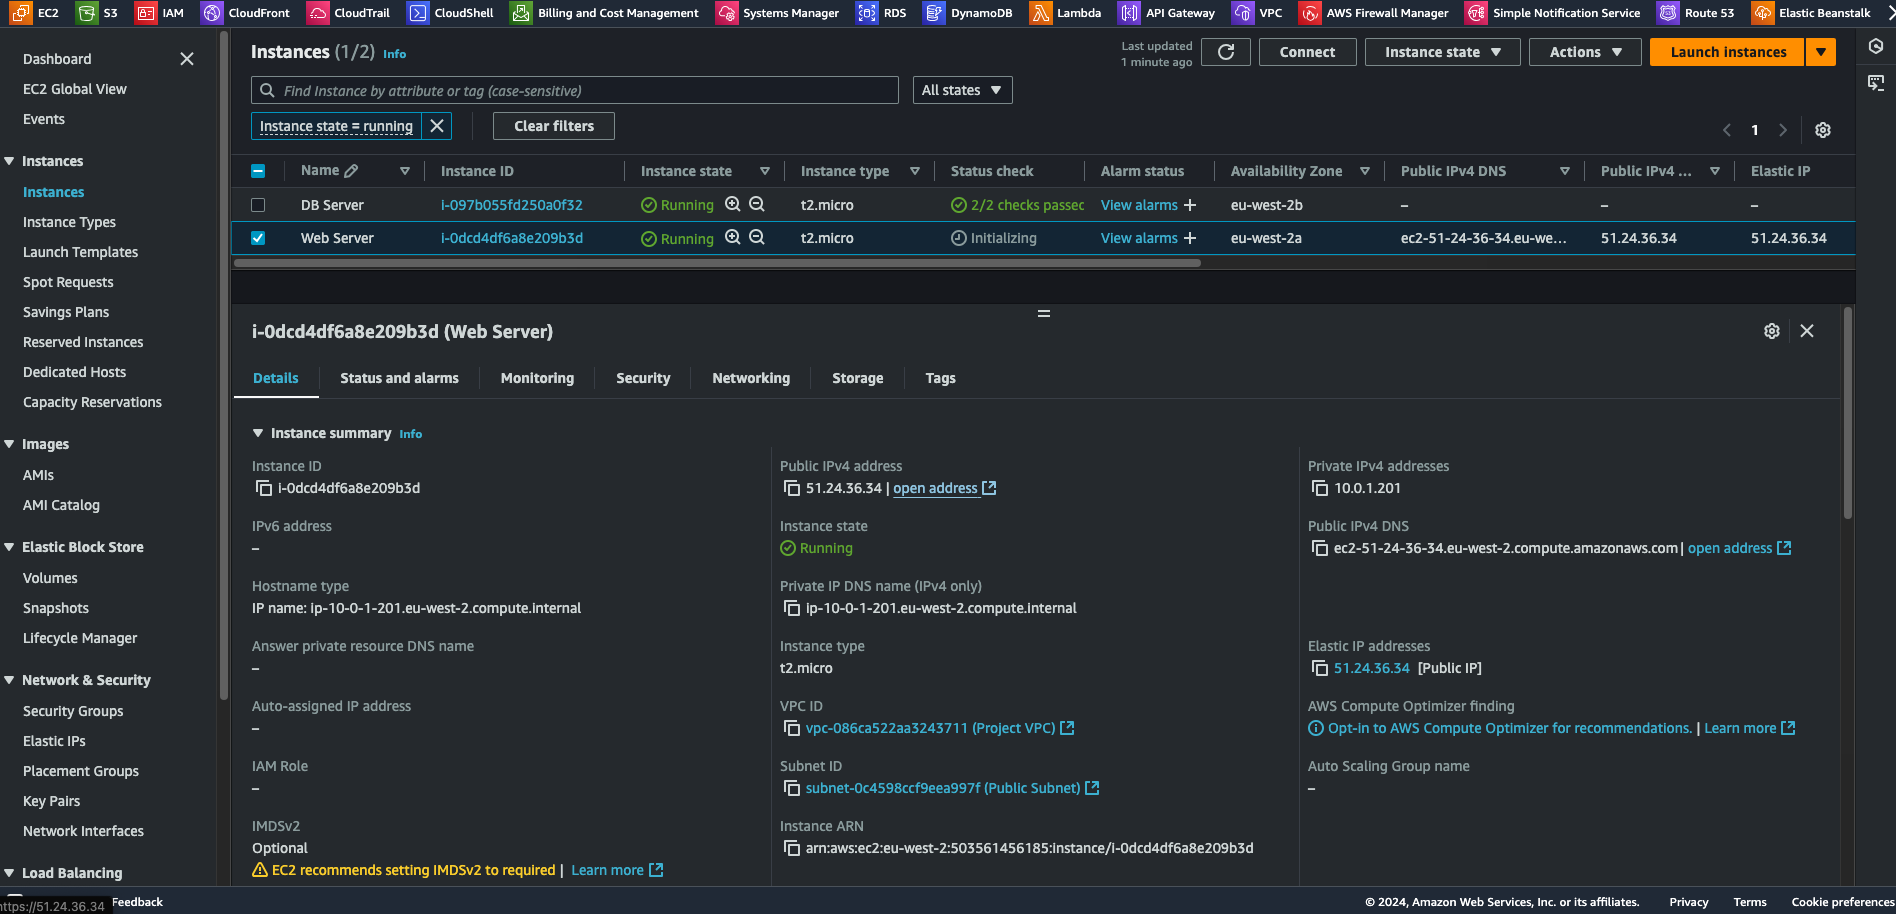 EC2 S3 IAM CloudFront CloudTrail CloudShell Billing and Cost Management Systems Manager RDS DynamoDB Lambda API Gateway VPC AWS Firewall Manager Simple Notification Service Route 53 Elastic Beanstalk
Dashboard
EC2 Global View
Events
Instances
Instances
Instance Types
Launch Templates
Spot Requests
Savings Plans
Reserved Instances
Dedicated Hosts
Capacity Reservations
Images
AMIs
AMI Catalog
Elastic Block Store
Volumes
Snapshots
Lifecycle Manager
Network & Security
Security Groups
Elastic IPs
Placement Groups
Key Pairs
Network Interfaces
Load Balancing
Instances (1/2) Info
Last updated
1 minute ago
Connect Instance state Actions Launch instances
Find Instance by attribute or tag (case-sensitive) All states
Instance state = running Clear filters
1
Name Instance ID Instance state Instance type Status check Alarm status Availability Zone Public IPv4 DNS Public IPv4 ... Elastic IP
DB Server i-097b055fd250a0f32 Running t2.micro 2/2 checks passec View alarms + eu-west-2b – – –
Web Server i-0dcd4df6a8e209b3d Running t2.micro Initializing View alarms + eu-west-2a ec2-51-24-36-34.eu-we... 51.24.36.34 51.24.36.34
i-0dcd4df6a8e209b3d (Web Server)
Details Status and alarms Monitoring Security Networking Storage Tags
Instance summary Info
Instance ID
i-0dcd4df6a8e209b3d
Public IPv4 address
51.24.36.34 | open address
Private IPv4 addresses
10.0.1.201
IPv6 address
–
Instance state
Running
Public IPv4 DNS
ec2-51-24-36-34.eu-west-2.compute.amazonaws.com | open address
Hostname type
IP name: ip-10-0-1-201.eu-west-2.compute.internal
Private IP DNS name (IPv4 only)
ip-10-0-1-201.eu-west-2.compute.internal
Answer private resource DNS name
–
Instance type
t2.micro
Elastic IP addresses
51.24.36.34 [Public IP]
Auto-assigned IP address
–
VPC ID
vpc-086ca522aa3243711 (Project VPC)
AWS Compute Optimizer finding
Opt-in to AWS Compute Optimizer for recommendations. | Learn more
IAM Role
–
Subnet ID
subnet-0c4598ccf9eea997f (Public Subnet)
Auto Scaling Group name
–
IMDSv2
Optional
EC2 recommends setting IMDSv2 to required | Learn more
Instance ARN
arn:aws:ec2:eu-west-2:503561456185:instance/i-0dcd4df6a8e209b3d
https://51.24.36.34 Feedback © 2024, Amazon Web Services, Inc. or its affiliates. Privacy Terms Cookie preferences